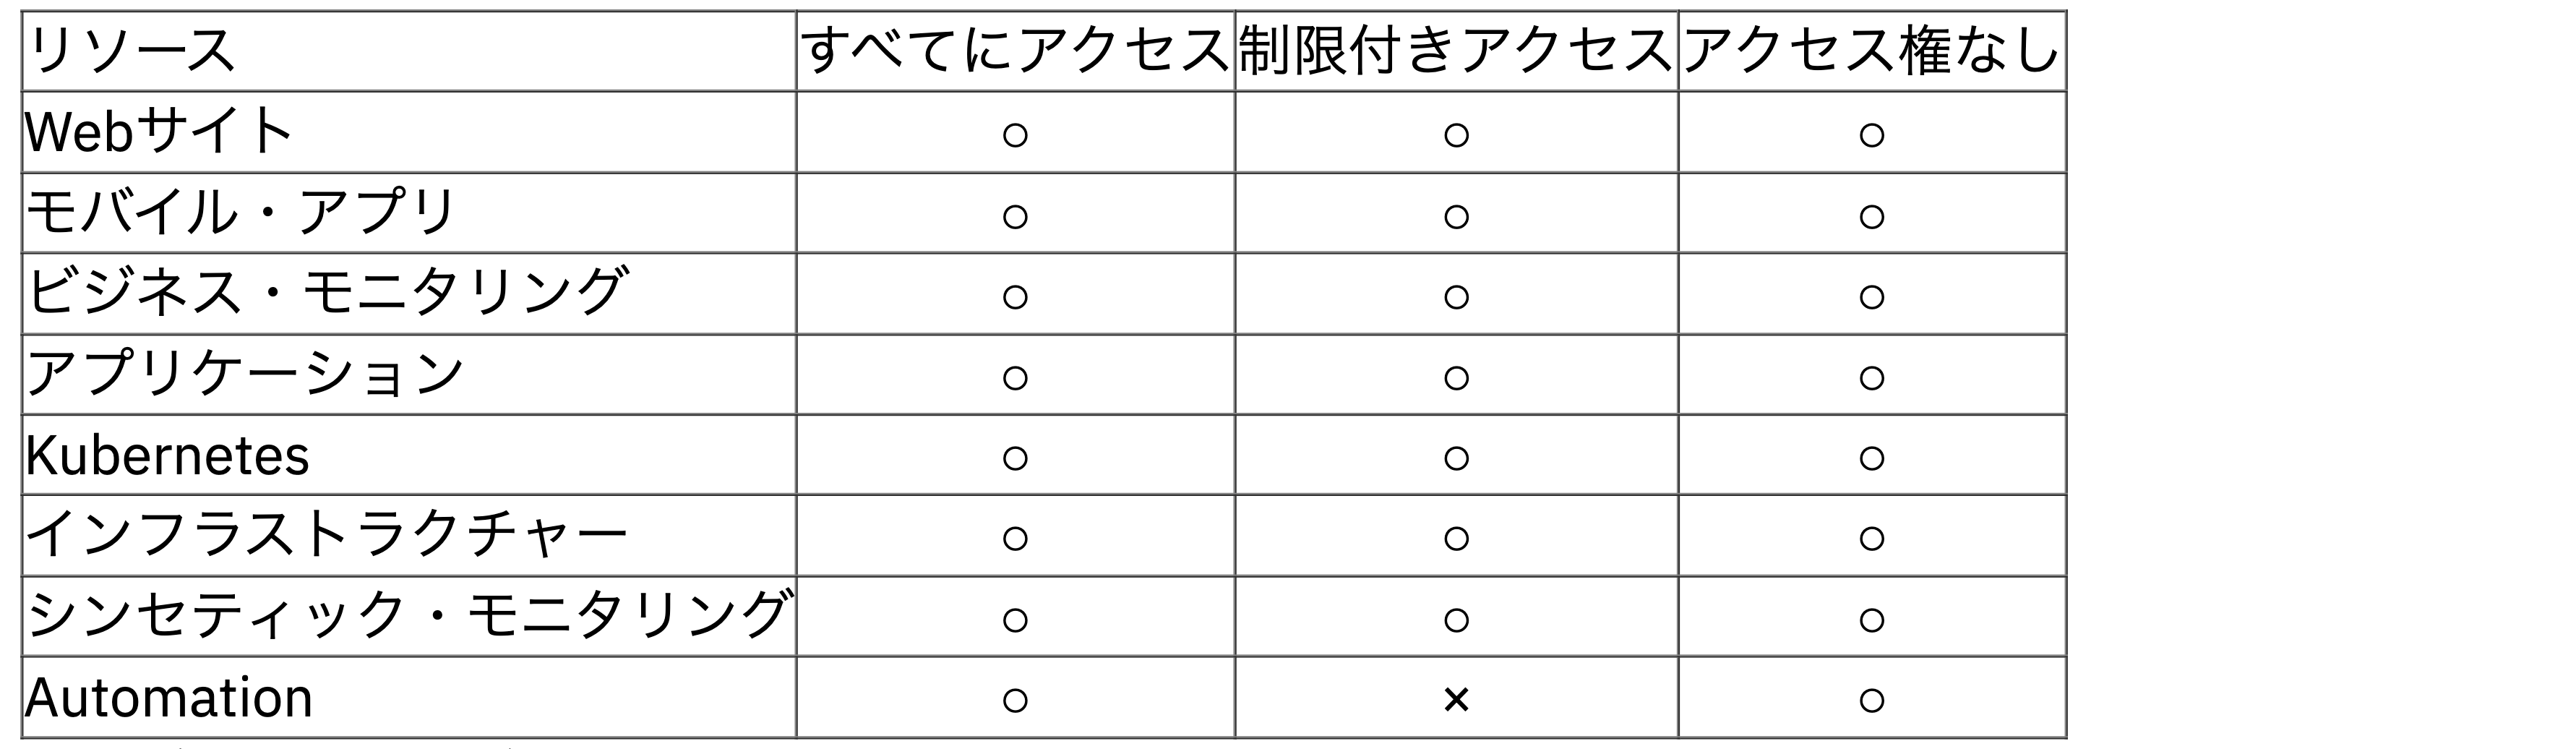 リソース すべてにアクセス 制限付きアクセス アクセス権なし
Webサイト ○ ○ ○
モバイル・アプリ ○ ○ ○
ビジネス・モニタリング ○ ○ ○
アプリケーション ○ ○ ○
Kubernetes ○ ○ ○
インフラストラクチャー ○ ○ ○
シンセティック・モニタリング ○ ○ ○
Automation ○ × ○